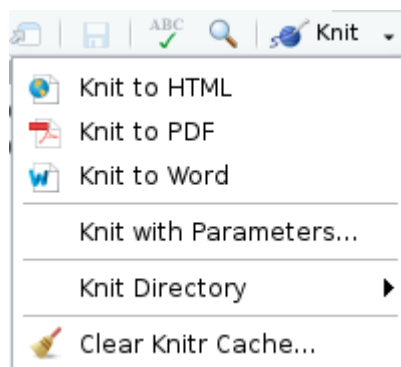 ABC Knit
Knit to HTML
Knit to PDF
Knit to Word
Knit with Parameters...
Knit Directory
Clear Knitr Cache...